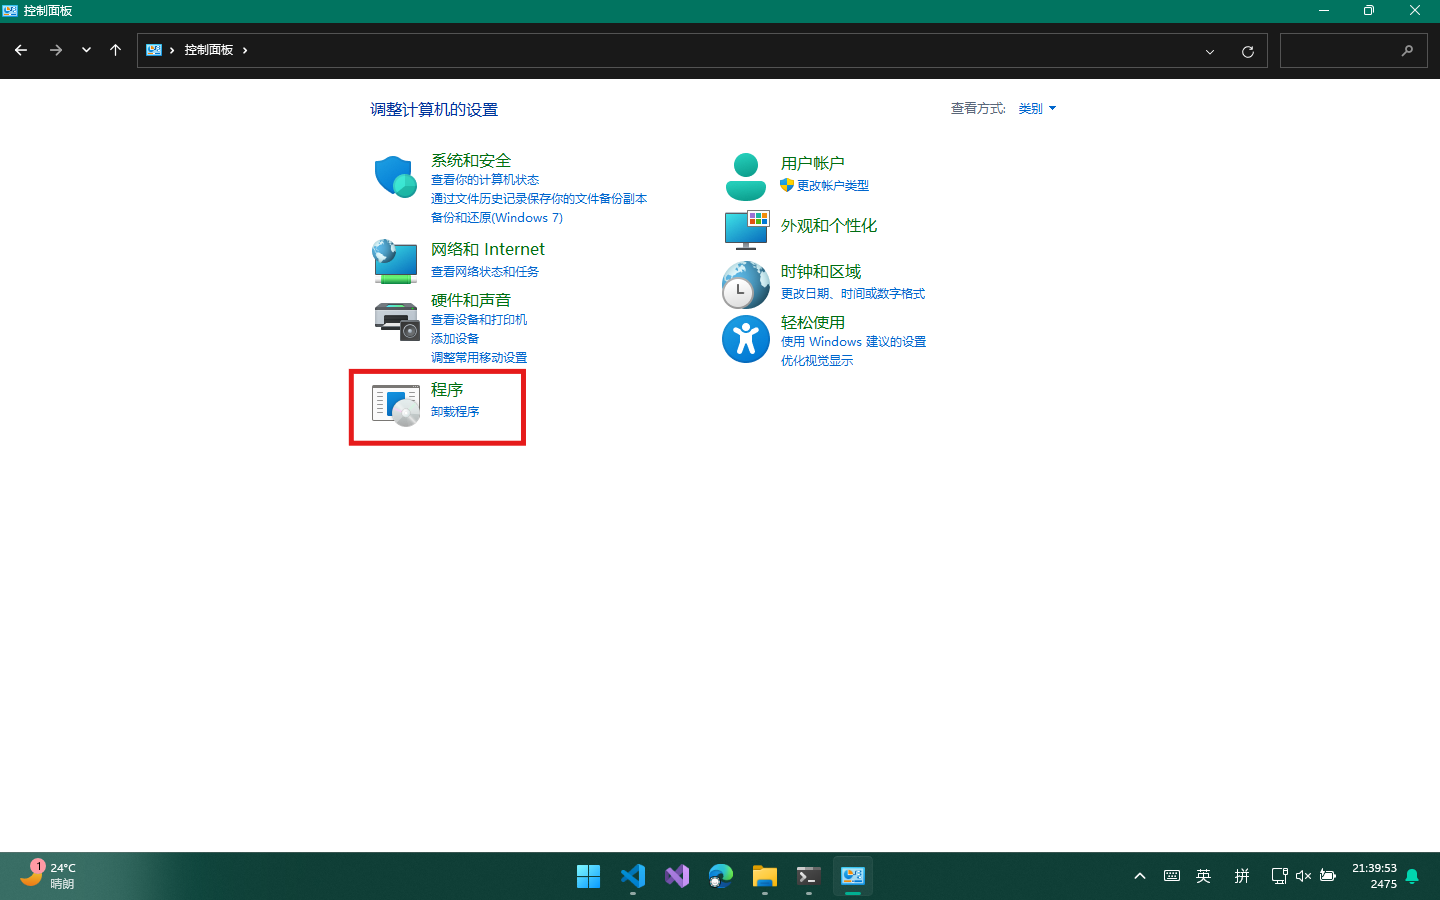 控制面板
控制面板
调整计算机的设置
查看方式: 类别
系统和安全
查看你的计算机状态
通过文件历史记录保存你的文件备份副本
备份和还原(Windows 7)
网络和 Internet
查看网络状态和任务
硬件和声音
查看设备和打印机
添加设备
调整常用移动设置
程序
卸载程序
用户帐户
更改帐户类型
外观和个性化
时钟和区域
更改日期、时间或数字格式
轻松使用
使用 Windows 建议的设置
优化视觉显示
1
24°C
晴朗
英
拼
21:39:53
2475